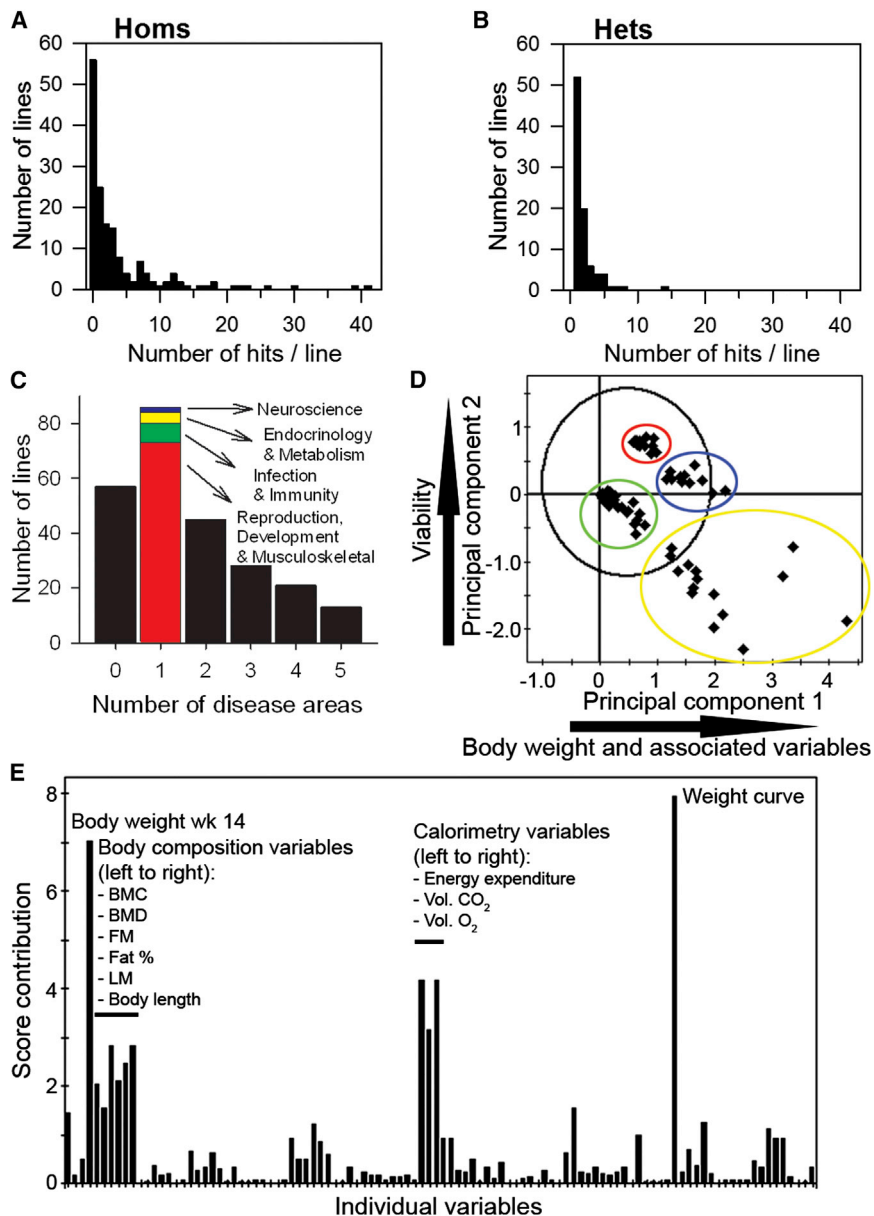 A
Homs
60
50
40
30
20
10
0
Number of lines
0
10
20
30
40
Number of hits / line
B
Hets
60
50
40
30
20
10
0
Number of lines
0
10
20
30
40
Number of hits / line
C
80
60
40
20
0
Number of lines
Neuroscience
Endocrinology
& Metabolism
Infection
& Immunity
Reproduction,
Development
& Musculoskeletal
0
1
2
3
4
5
Number of disease areas
D
Viability
Principal component 2
1
0
-1.0
-2.0
-1.0
0
1
2
3
4
Principal component 1
Body weight and associated variables
E
Score contribution
8
6
4
2
0
Body weight wk 14
Body composition variables
(left to right):
- BMC
- BMD
- FM
- Fat %
- LM
- Body length
Calorimetry variables
(left to right):
- Energy expenditure
- Vol. CO₂
- Vol. O₂
Weight curve
Individual variables